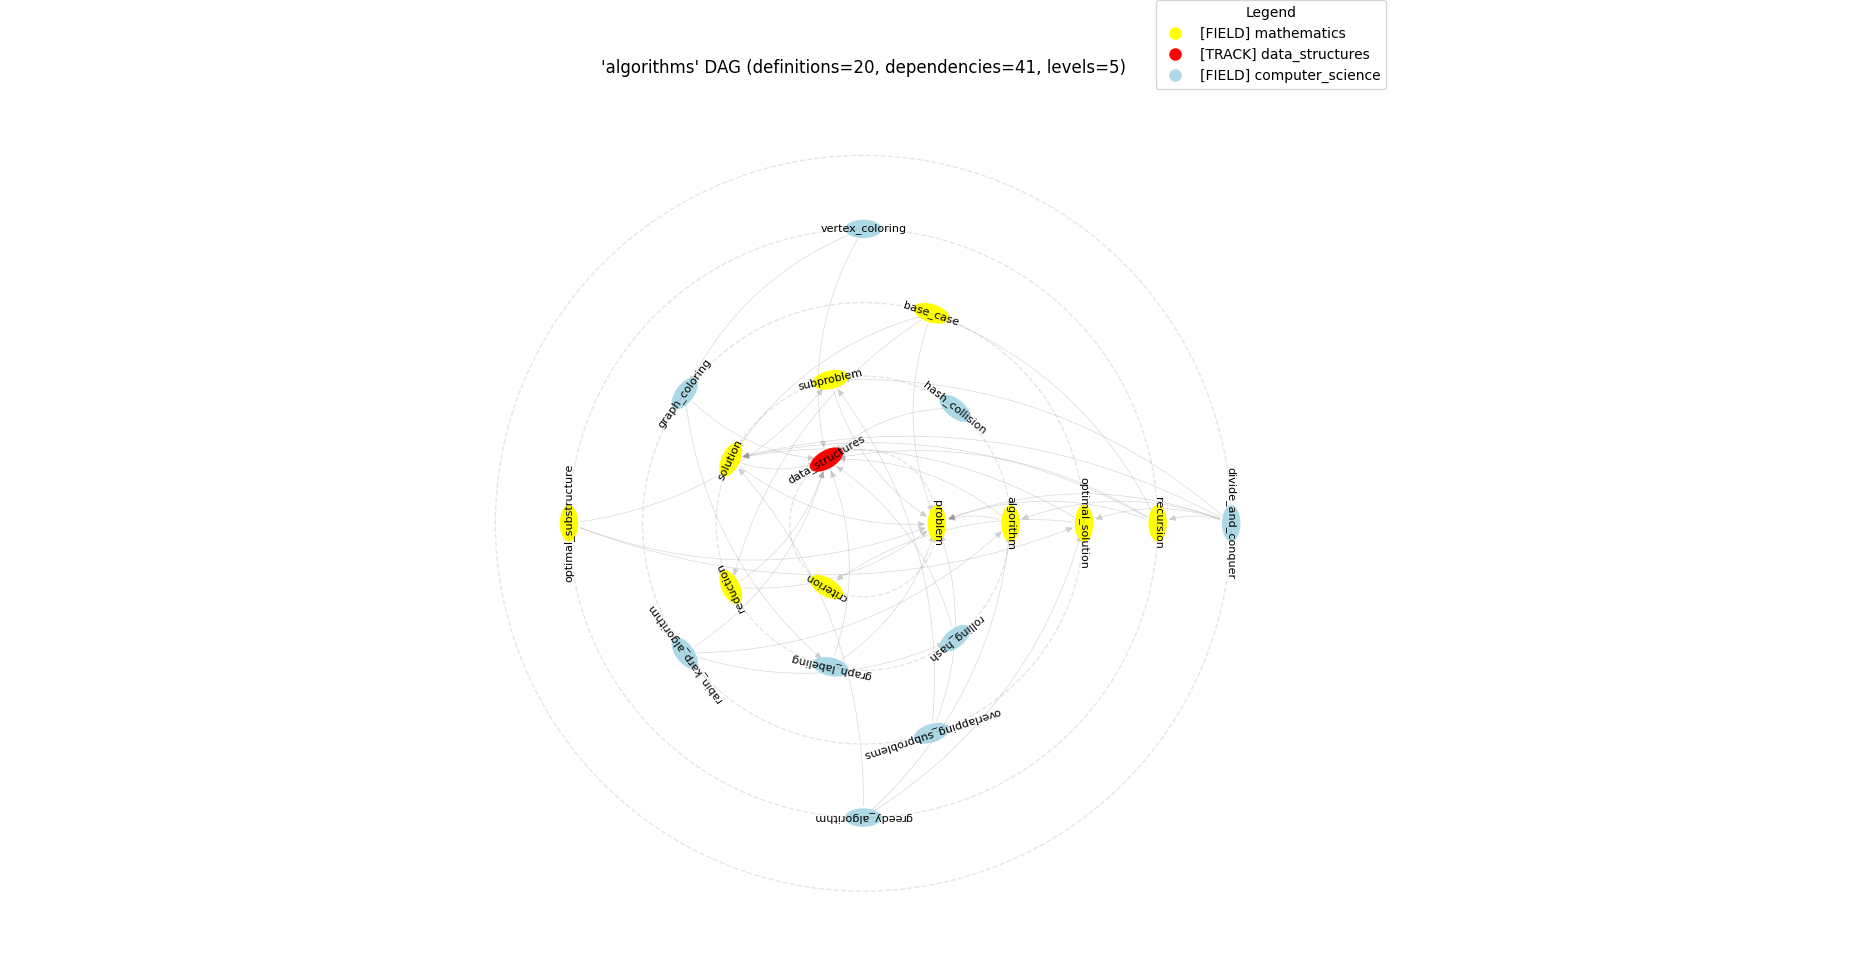 Legend
[FIELD] mathematics
[TRACK] data_structures
[FIELD] computer_science
'algorithms' DAG (definitions=20, dependencies=41, levels=5)
vertex_coloring
base_case
subproblem
graph_coloring
hash_collision
solution
data_structures
optimal_substructure
problem
algorithm
optimal_solution
recursion
divide_and_conquer
reduction
criterion
rabin_karp_algorithm
graph_labeling
rolling_hash
overlapping_subproblems
greedy_algorithm